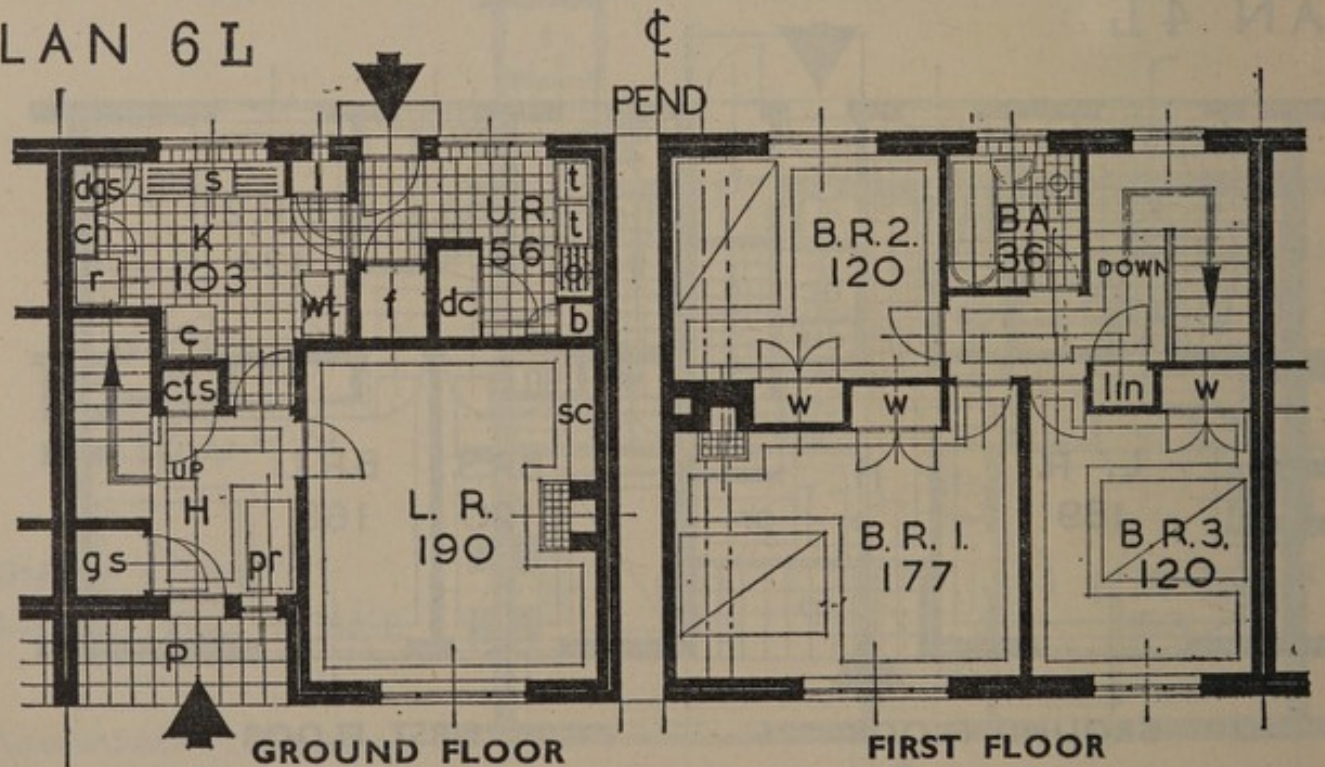 LAN 6L
PEND
GROUND FLOOR
dgs
s
l
ch
K
103
r
c
wt
f
dc
U.R.
56
t
t
b
cts
UP
H
gs
pr
P
L. R.
190
sc
FIRST FLOOR
B.R.2.
120
BA
36
DOWN
w
w
lin
w
B. R. 1.
177
B.R.3.
120